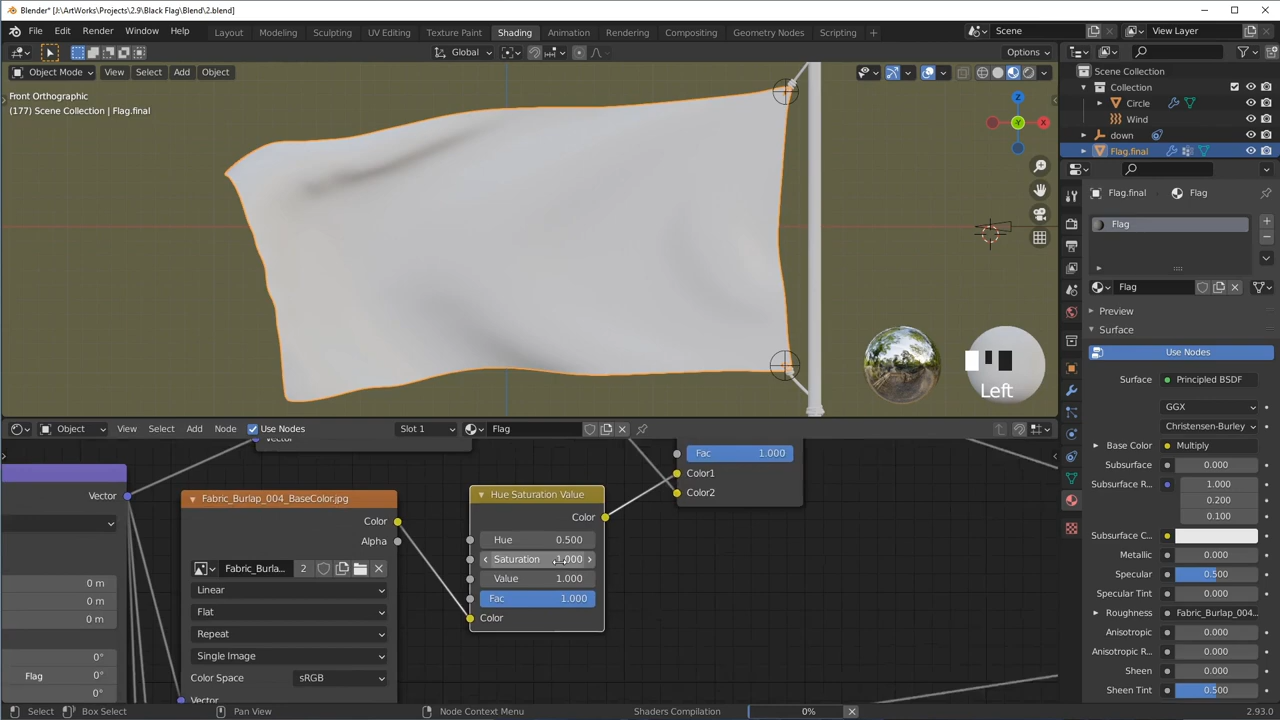 Blender* [J:\ArtWorks\Projects\2.9\Black Flag\Blend\2.blend]
File Edit Render Window Help Layout Modeling Sculpting UV Editing Texture Paint Shading Animation Rendering Compositing Geometry Nodes Scripting + Scene View Layer
Global Options
Object Mode View Select Add Object
Front Orthographic
(177) Scene Collection | Flag.final
Z
Y
X
Left
Scene Collection
Collection
Circle
Wind
down
Flag.final
Flag.final Flag
Flag
Flag
Preview
Surface
Use Nodes
Surface Principled BSDF
GGX
Christensen-Burley
Base Color Multiply
Subsurface 0.000
Subsurface R... 1.000
0.200
0.100
Subsurface C...
Metallic 0.000
Specular 0.500
Specular Tint 0.000
Roughness Fabric_Burlap_004...
Anisotropic 0.000
Anisotropic R... 0.000
Sheen 0.000
Sheen Tint 0.500
Object View Select Add Node Use Nodes Slot 1 Flag
Vector
Fac 1.000
Color1
Color2
Vector
0 m
0 m
0 m
0°
Flag 0°
0°
Fabric_Burlap_004_BaseColor.jpg
Color
Alpha
Fabric_Burla... 2
Linear
Flat
Repeat
Single Image
Color Space sRGB
Vector
Hue Saturation Value
Color
Hue 0.500
Saturation 1.000
Value 1.000
Fac 1.000
Color
Select Box Select Pan View Node Context Menu Shaders Compilation 0% 2.93.0